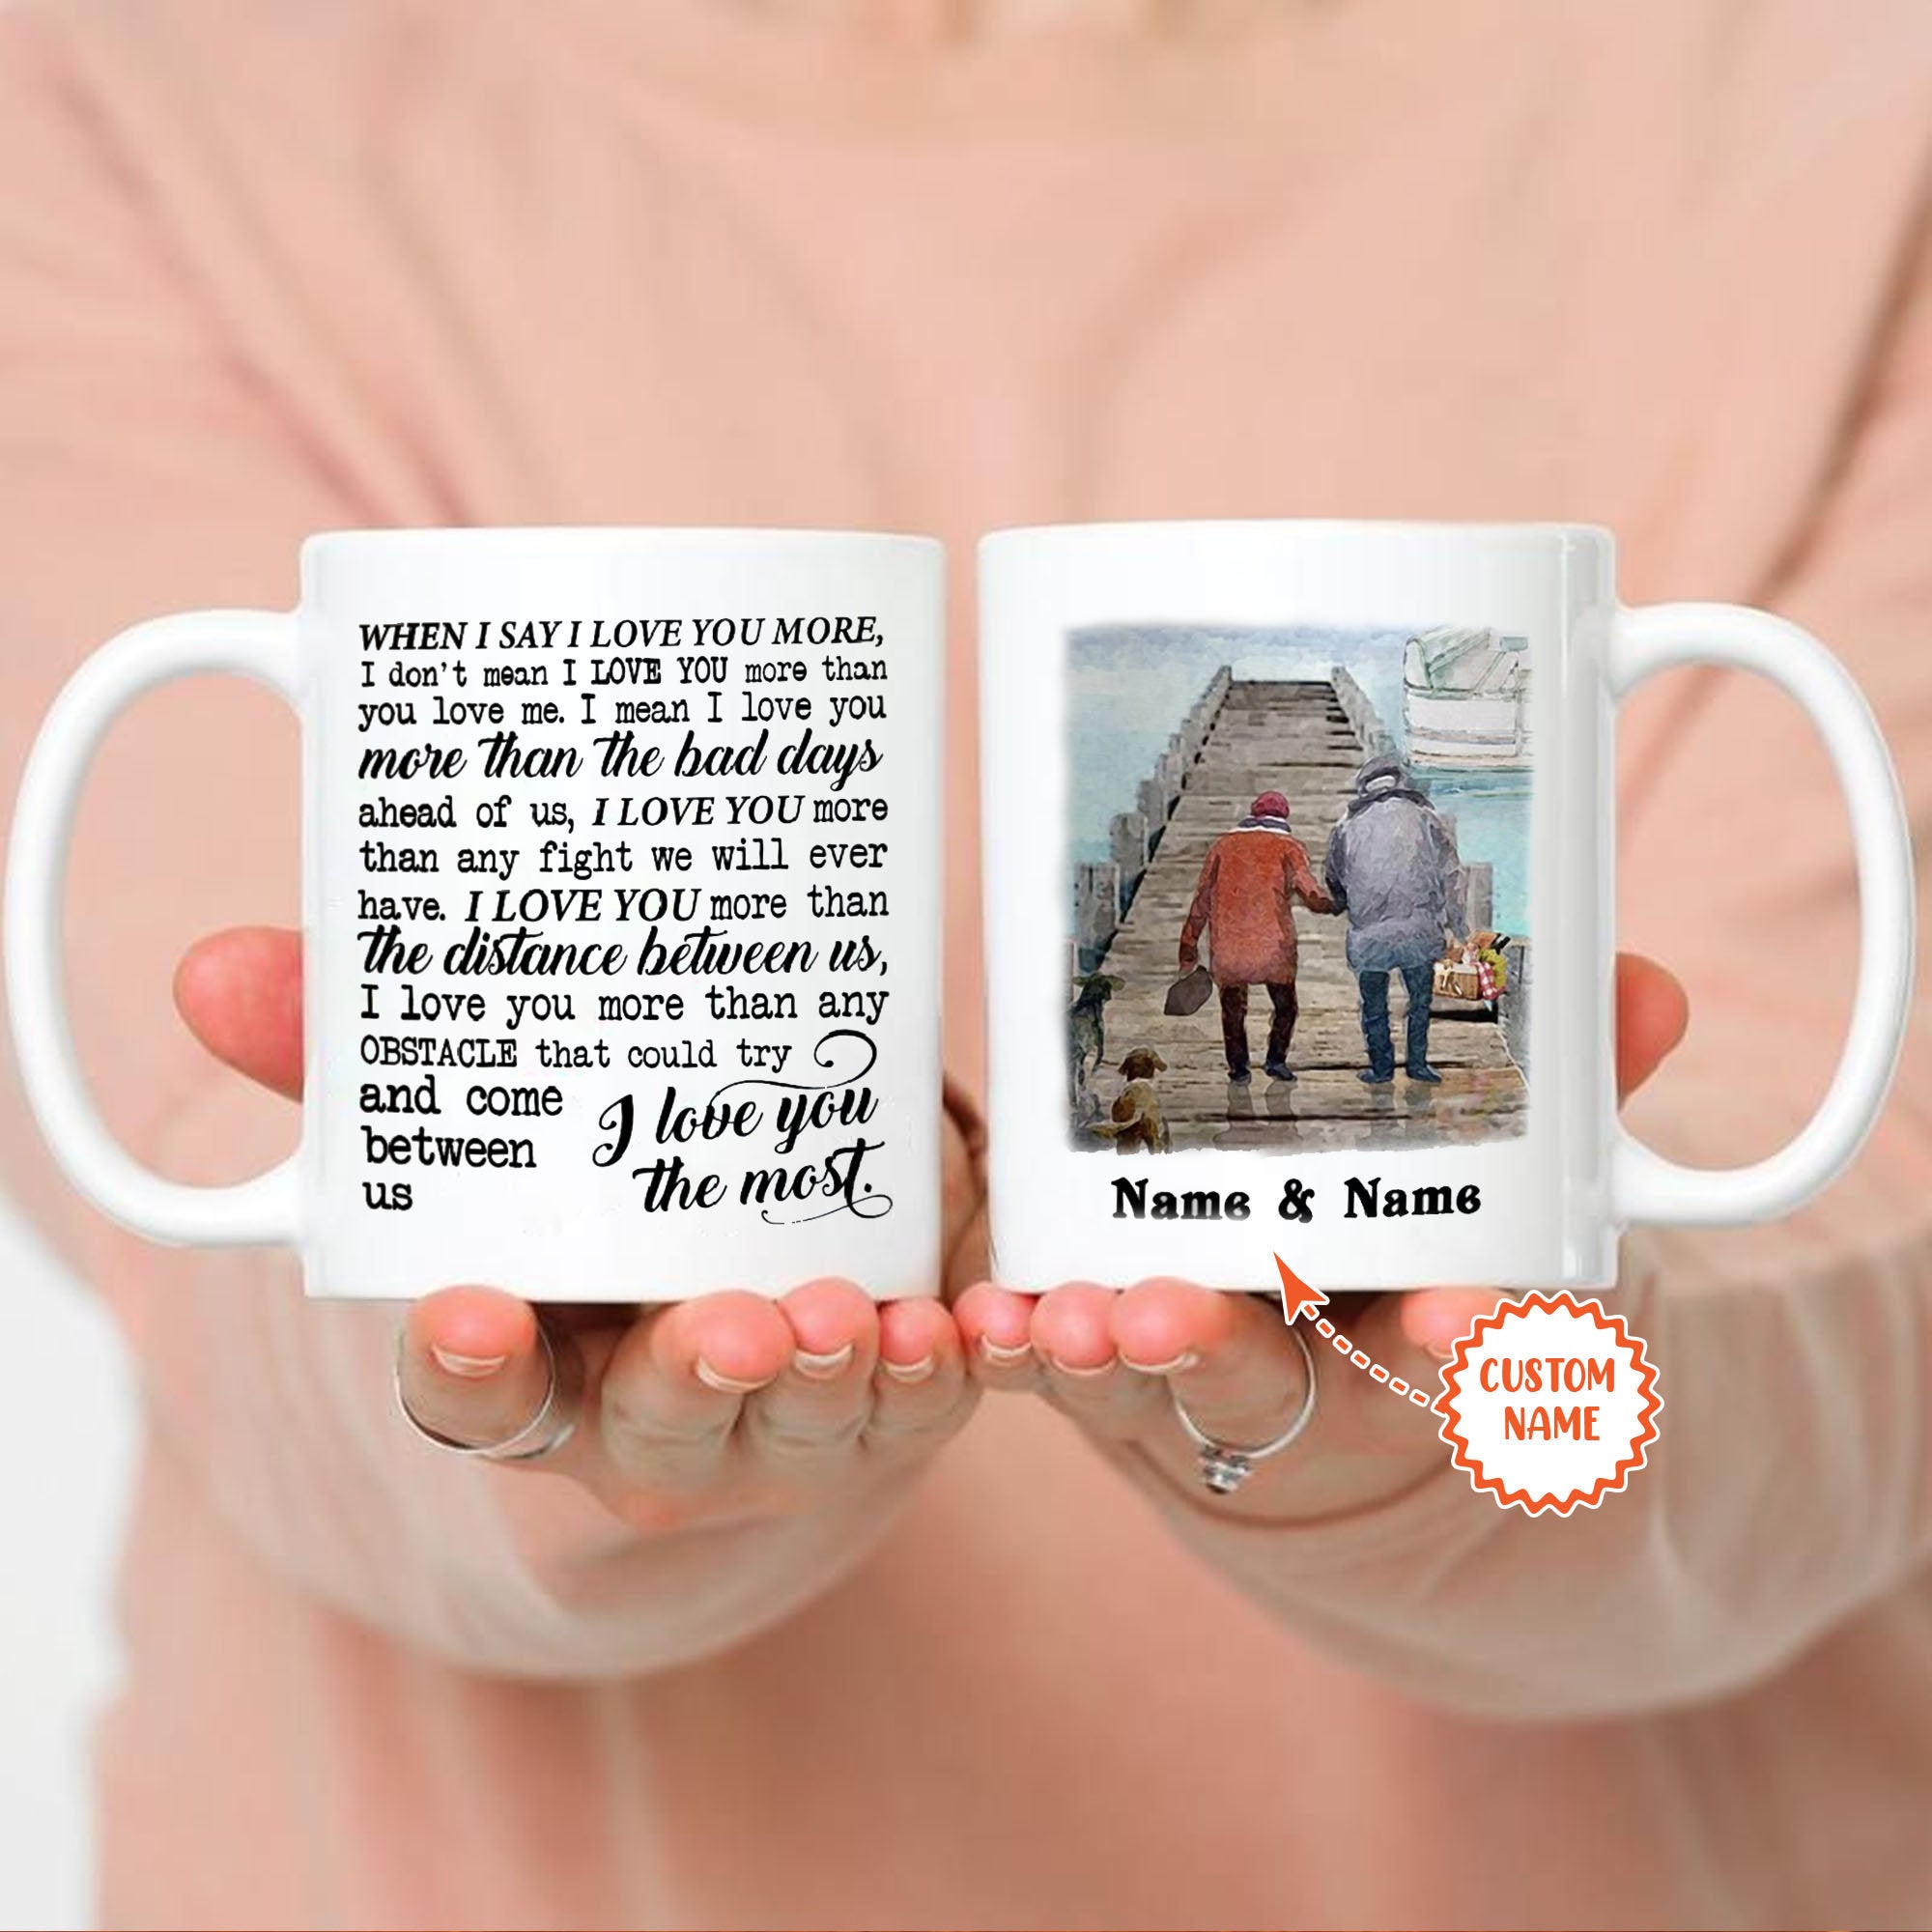 WHEN I SAY I LOVE YOU MORE,
I don't mean I LOVE YOU more than
you love me. I mean I love you
more than the bad days
ahead of us, I LOVE YOU more
than any fight we will ever
have. I LOVE YOU more than
the distance between us,
I love you more than any
OBSTACLE that could try
and come
between
us
I love you
the most.
Name & Name
CUSTOM
NAME